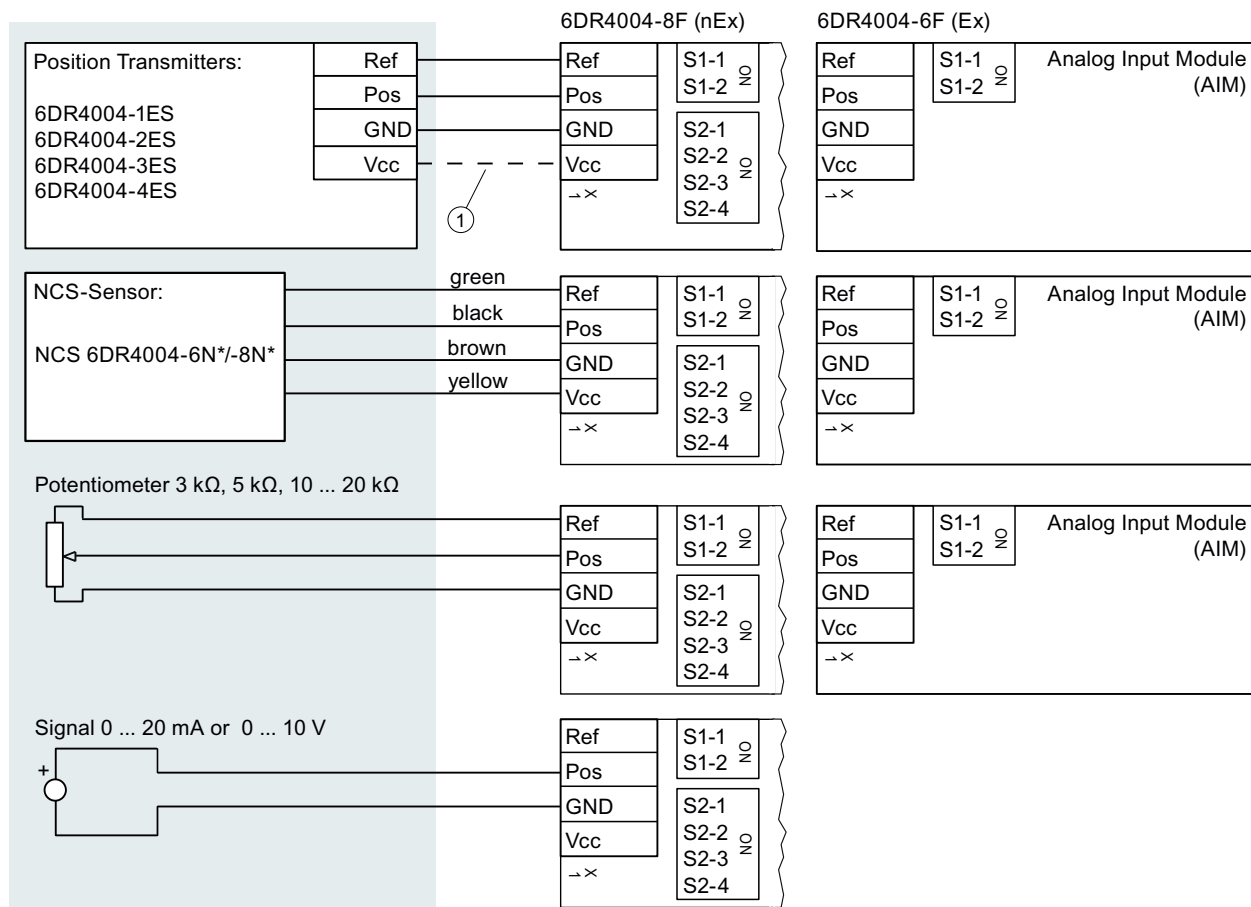 6DR4004-8F (nEx)
6DR4004-6F (Ex)
Position Transmitters:
6DR4004-1ES
6DR4004-2ES
6DR4004-3ES
6DR4004-4ES
Ref
Pos
GND
Vcc
1
Ref
Pos
GND
Vcc
X
1
S1-1
S1-2
ON
S2-1
S2-2
S2-3
S2-4
ON
Ref
Pos
GND
Vcc
X
1
S1-1
S1-2
ON
Analog Input Module
(AIM)
NCS-Sensor:
NCS 6DR4004-6N*/-8N*
green
black
brown
yellow
Ref
Pos
GND
Vcc
X
1
S1-1
S1-2
ON
S2-1
S2-2
S2-3
S2-4
ON
Ref
Pos
GND
Vcc
X
1
S1-1
S1-2
ON
Analog Input Module
(AIM)
Potentiometer 3 kΩ, 5 kΩ, 10 ... 20 kΩ
Ref
Pos
GND
Vcc
X
1
S1-1
S1-2
ON
S2-1
S2-2
S2-3
S2-4
ON
Ref
Pos
GND
Vcc
X
1
S1-1
S1-2
ON
Analog Input Module
(AIM)
Signal 0 ... 20 mA or 0 ... 10 V
+
Ref
Pos
GND
Vcc
X
1
S1-1
S1-2
ON
S2-1
S2-2
S2-3
S2-4
ON